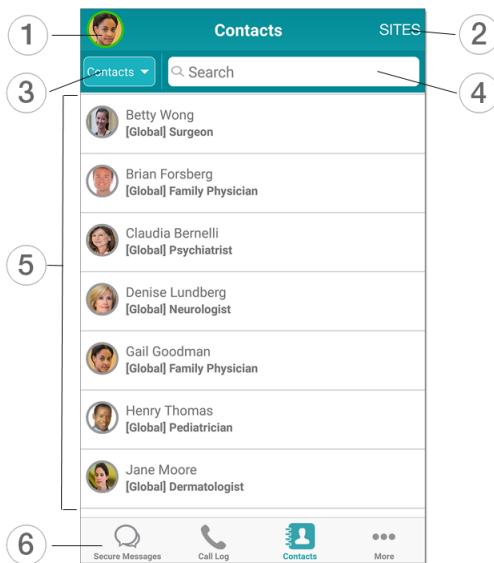 1
Contacts
SITES
2
3
Contacts
Search
4
Betty Wong
[Global] Surgeon
Brian Forsberg
[Global] Family Physician
Claudia Bernelli
[Global] Psychiatrist
5
Denise Lundberg
[Global] Neurologist
Gail Goodman
[Global] Family Physician
Henry Thomas
[Global] Pediatrician
Jane Moore
[Global] Dermatologist
6
Secure Messages
Call Log
Contacts
More